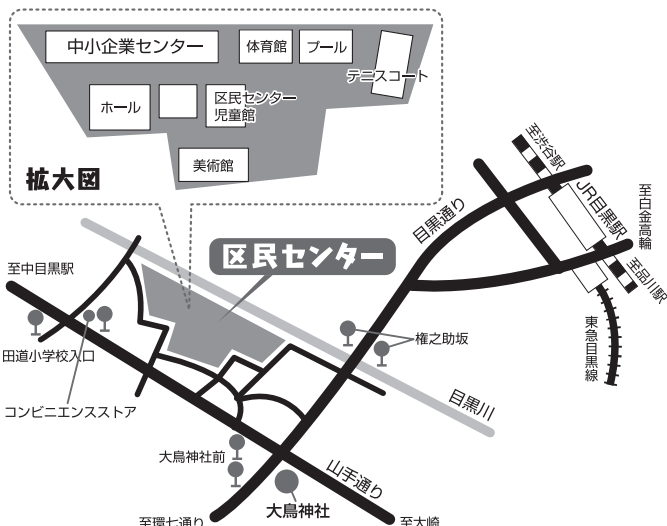 中小企業センター
体育館
プール
テニスコート
ホール
区民センター
児童館
美術館
拡大図
至渋谷駅
JR目黒駅
至白金高輪
目黒通り
区民センター
至品川駅
至中目黒駅
東急目黒線
権之助坂
田道小学校入口
目黒川
コンビニエンスストア
大鳥神社前
山手通り
大鳥神社
至環七通り
至大崎